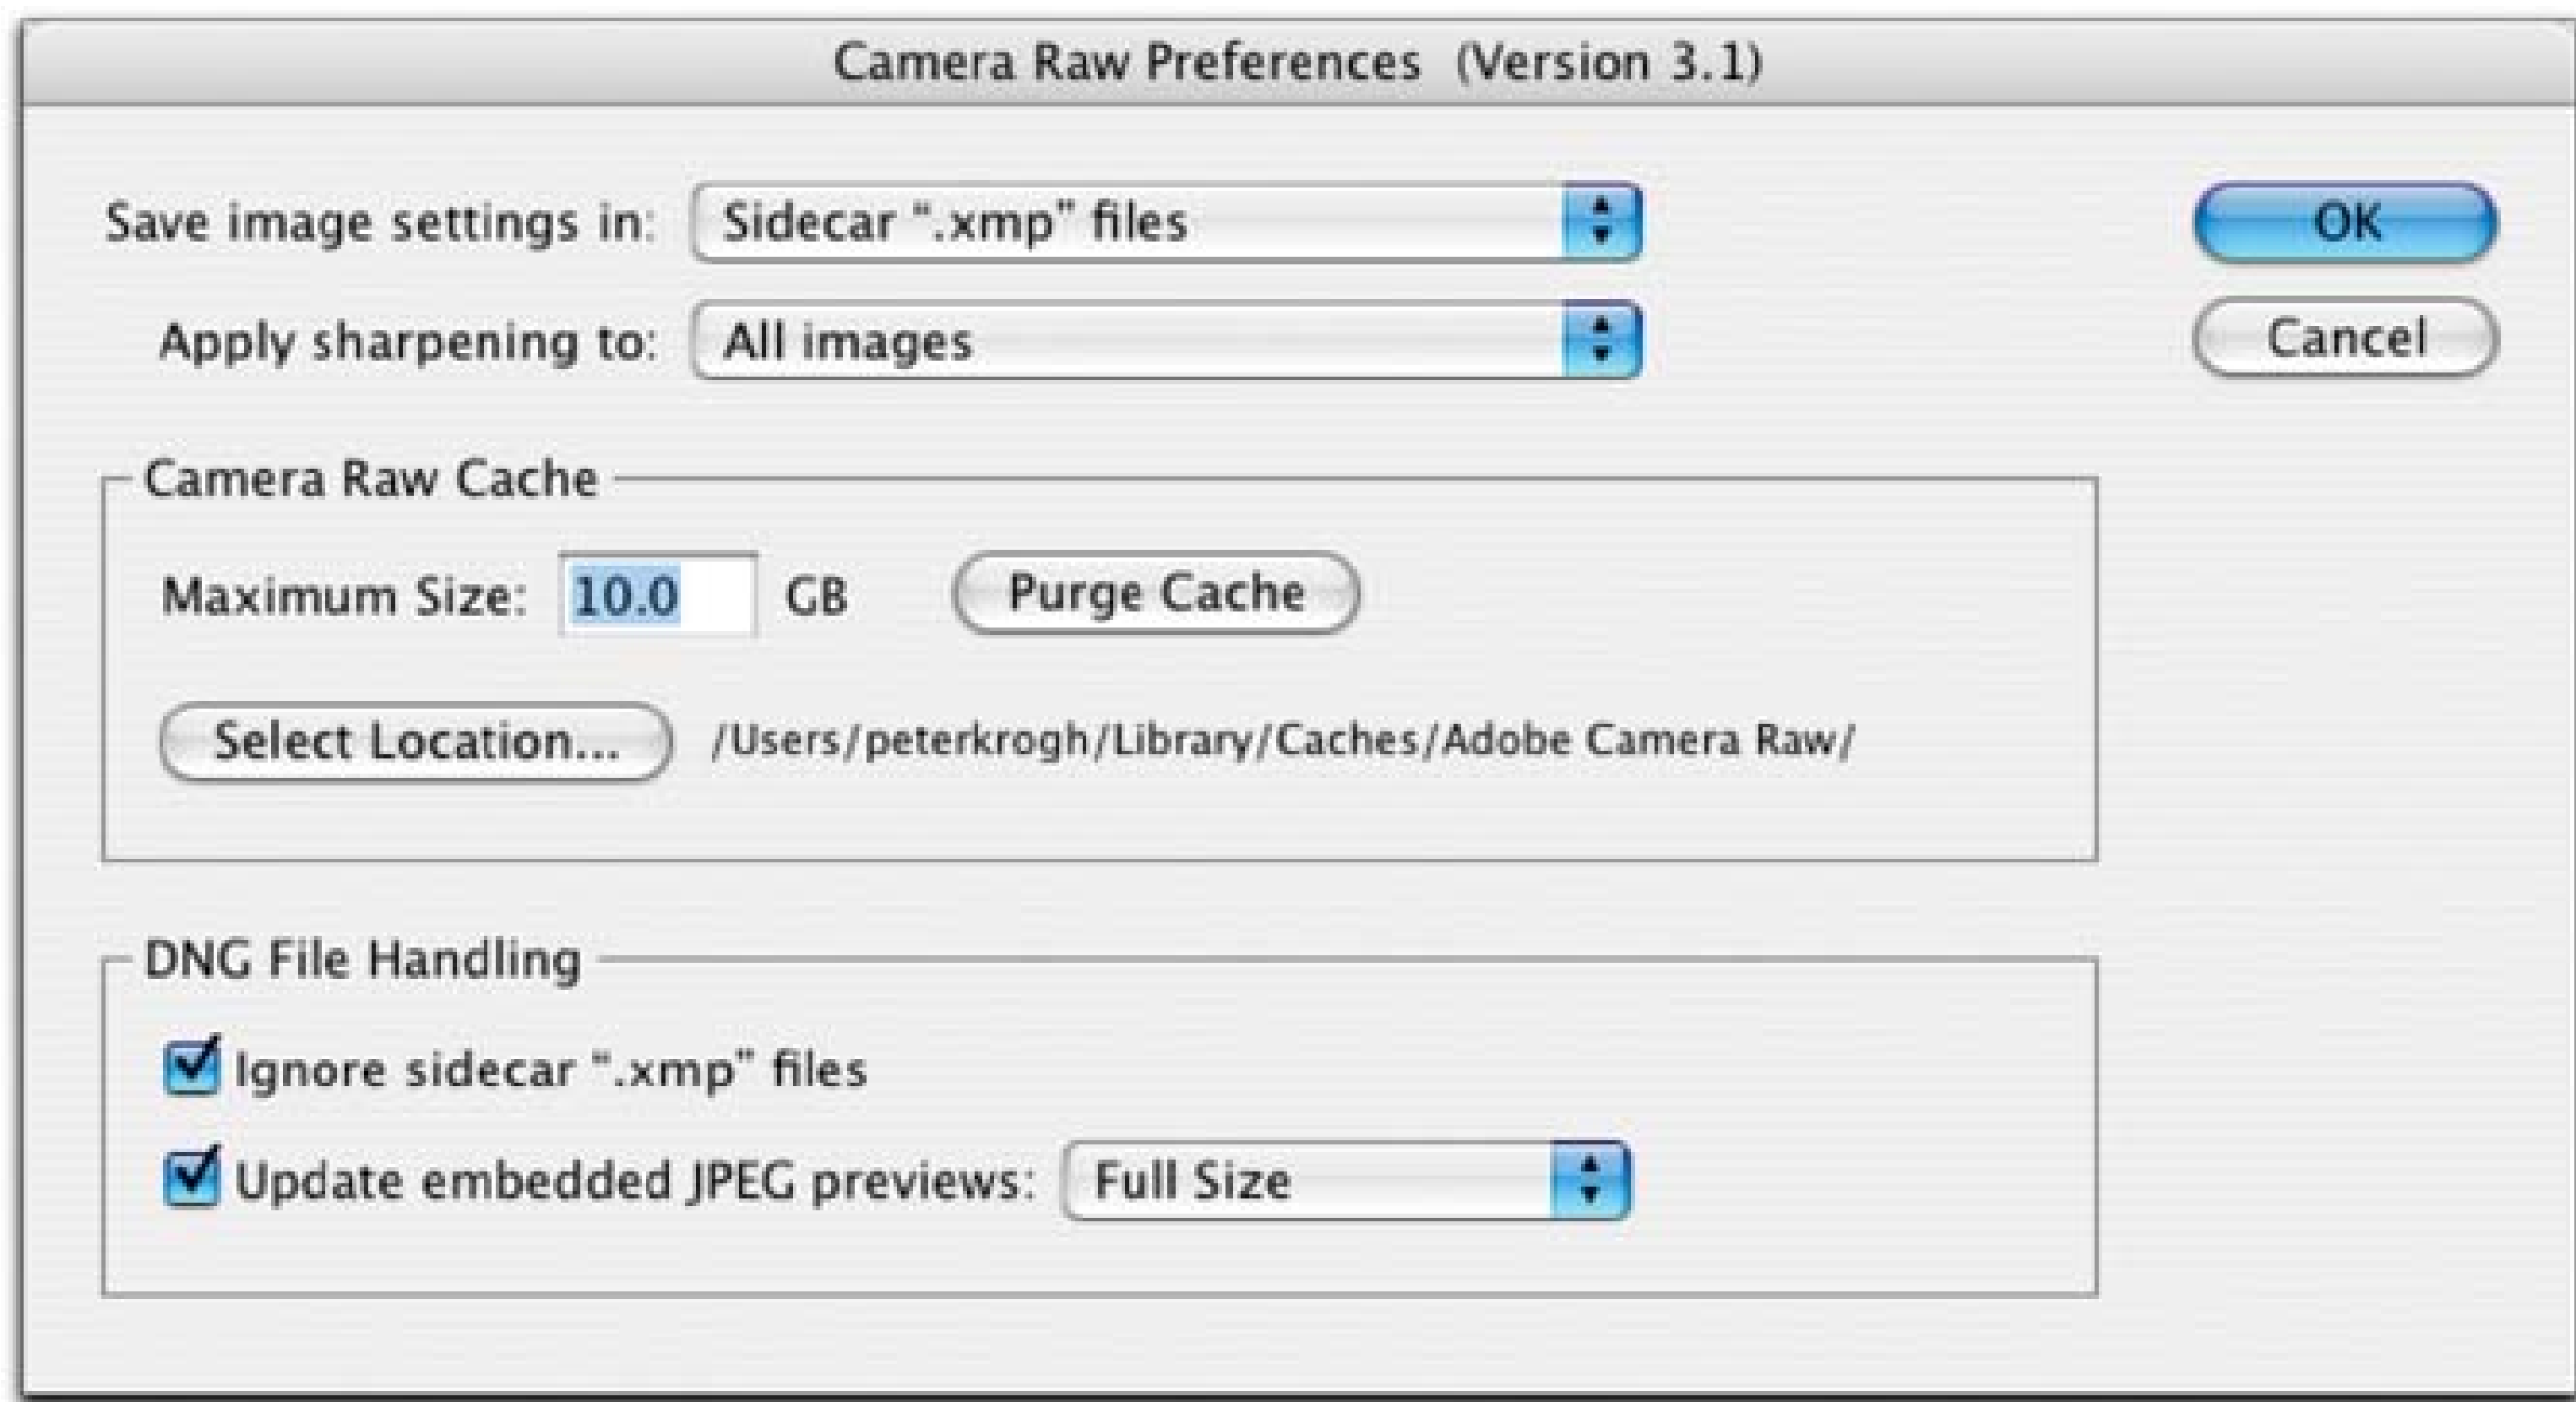 Camera Raw Preferences (Version 3.1)
Save image settings in: Sidecar “.xmp” files
OK
Apply sharpening to: All images
Cancel
Camera Raw Cache
Maximum Size: 10.0 GB Purge Cache
Select Location... /Users/peterkrogh/Library/Caches/Adobe Camera Raw/
DNG File Handling
Ignore sidecar “.xmp” files
Update embedded JPEG previews: Full Size